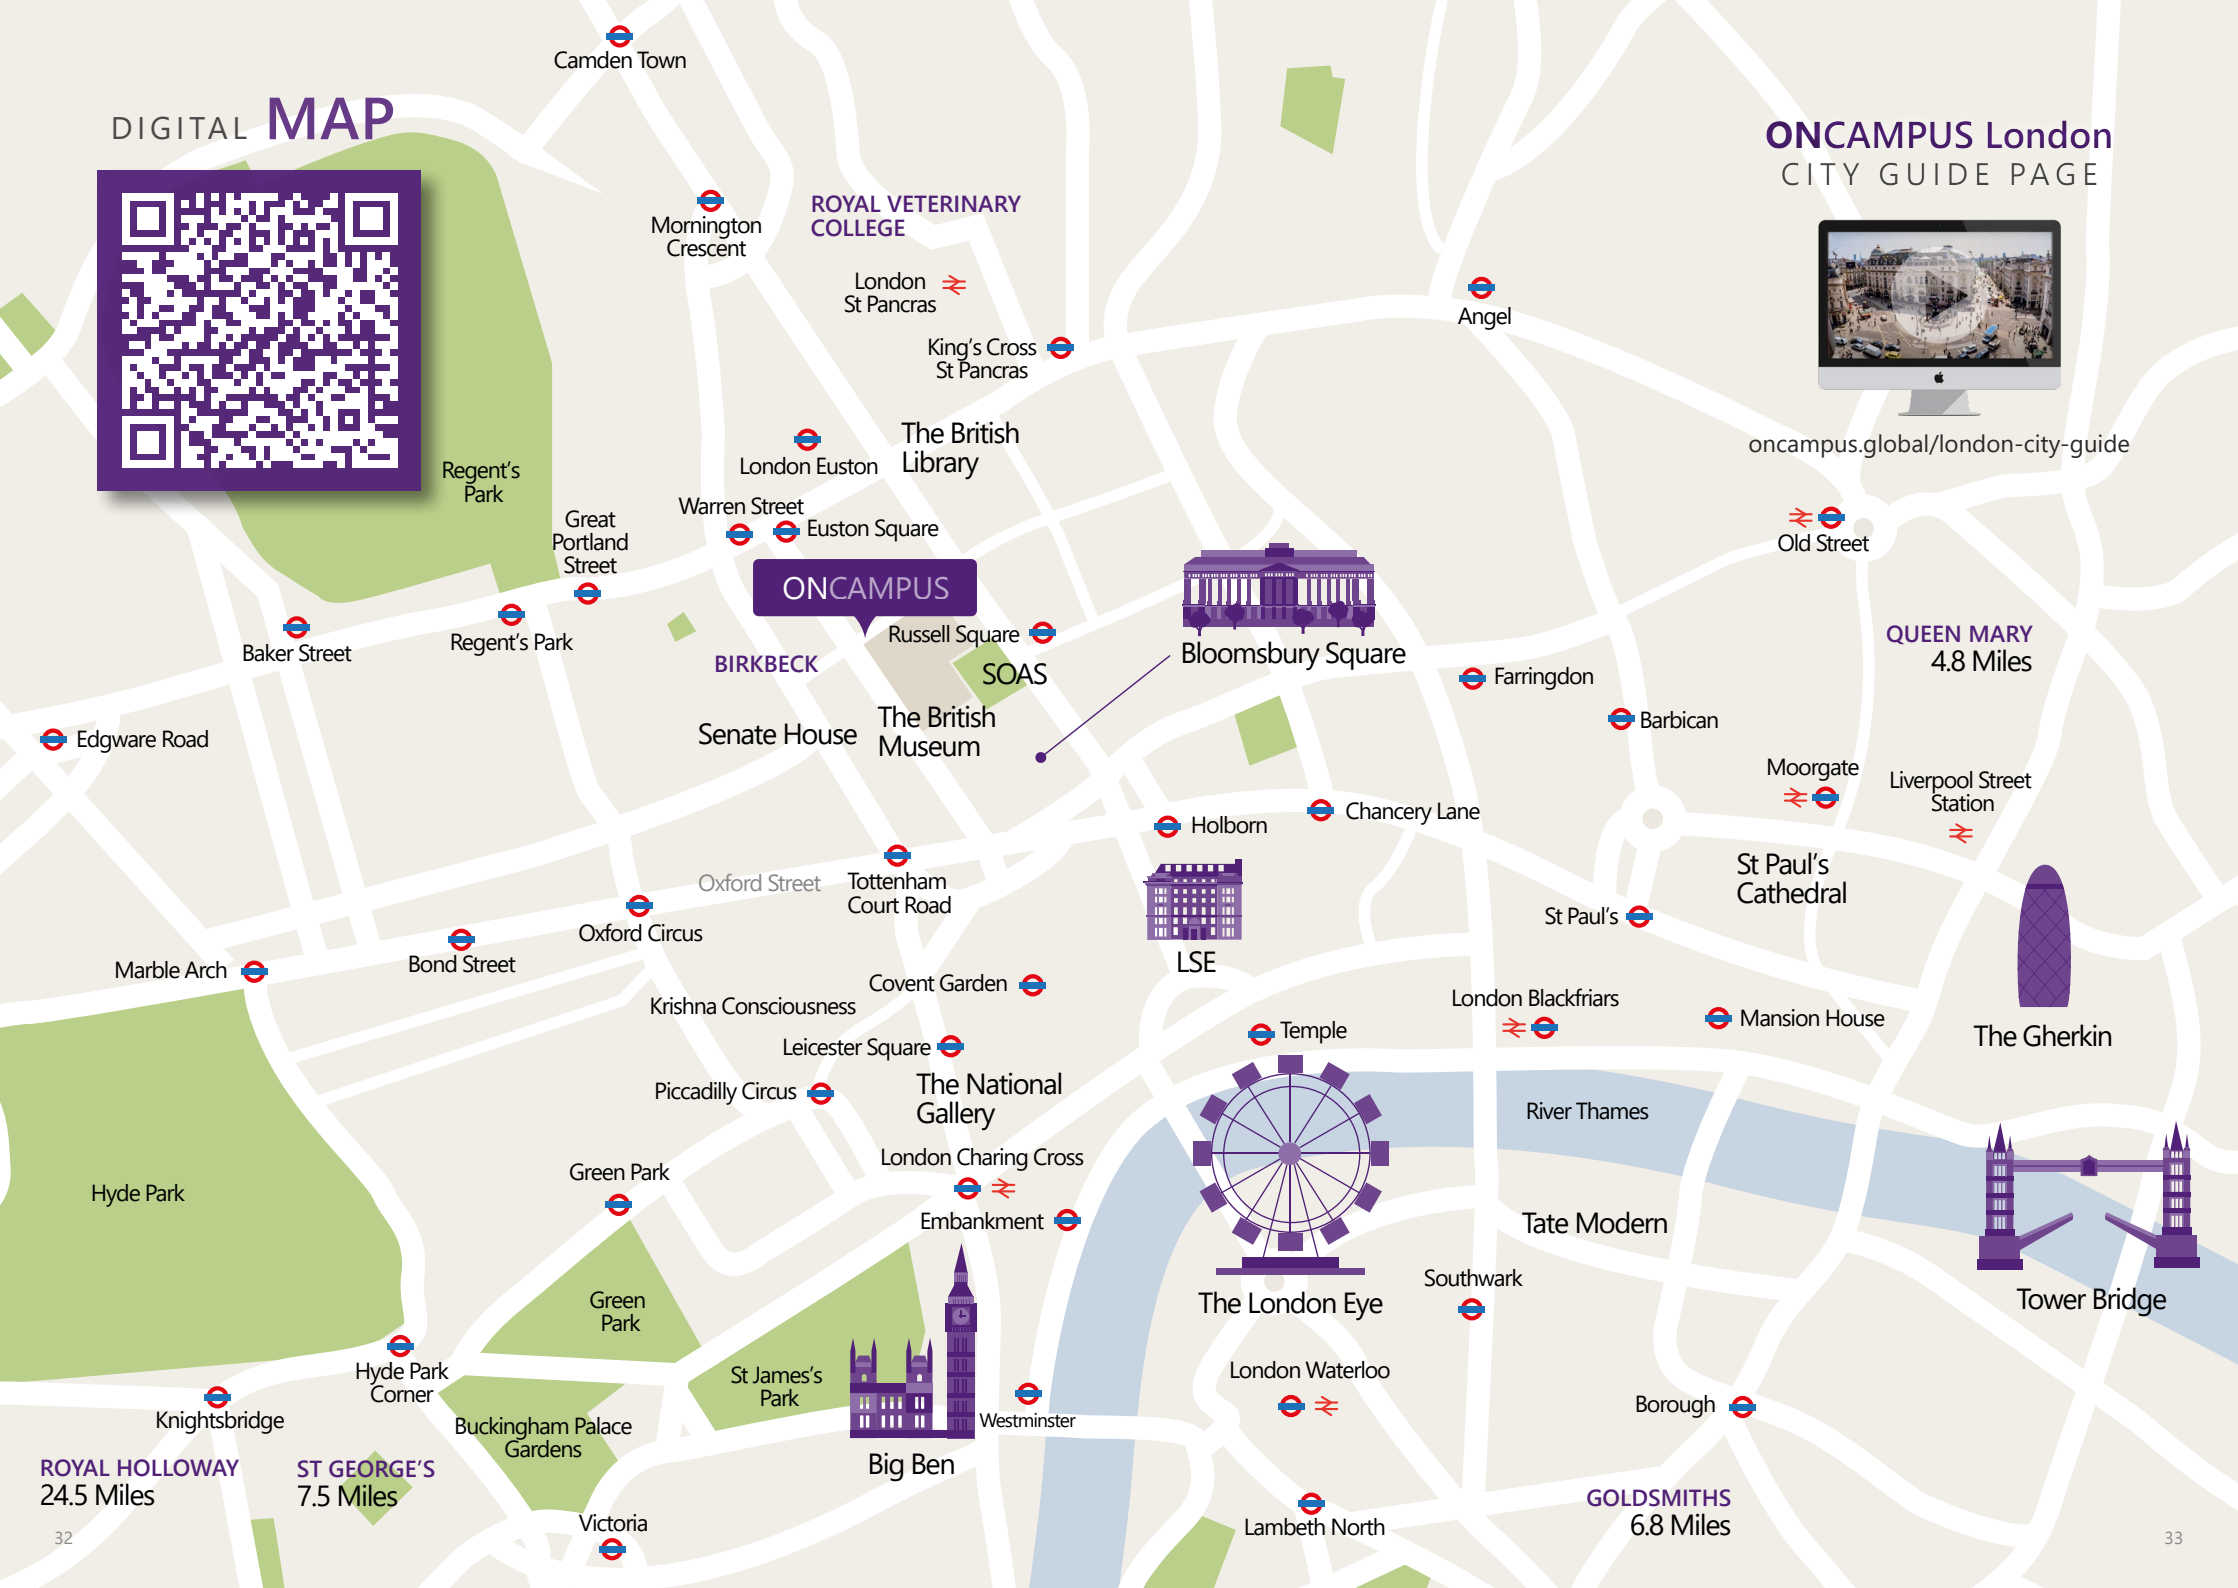 Camden Town
DIGITAL MAP
ONCAMPUS London
CITY GUIDE PAGE
oncampus.global/london-city-guide
Mornington
Crescent
ROYAL VETERINARY
COLLEGE
London
St Pancras
King's Cross
St Pancras
Angel
The British
Library
London Euston
Regent's
Park
Warren Street
Euston Square
Great
Portland
Street
Old Street
ONCAMPUS
Baker Street
Regent's Park
Russell Square
BIRKBECK
SOAS
Bloomsbury Square
Farringdon
QUEEN MARY
4.8 Miles
Edgware Road
Senate House
The British
Museum
Barbican
Moorgate
Liverpool Street
Station
Holborn
Chancery Lane
Oxford Street
Tottenham
Court Road
St Paul's
Cathedral
Oxford Circus
St Paul's
Marble Arch
Bond Street
LSE
Covent Garden
Krishna Consciousness
London Blackfriars
Mansion House
The Gherkin
Leicester Square
Temple
Piccadilly Circus
The National
Gallery
River Thames
London Charing Cross
Green Park
Hyde Park
Embankment
Tate Modern
Southwark
The London Eye
Tower Bridge
Green
Park
Hyde Park
Corner
St James's
Park
London Waterloo
Knightsbridge
Buckingham Palace
Gardens
Westminster
Borough
Big Ben
ROYAL HOLLOWAY
24.5 Miles
ST GEORGE'S
7.5 Miles
Victoria
Lambeth North
GOLDSMITHS
6.8 Miles
32
33